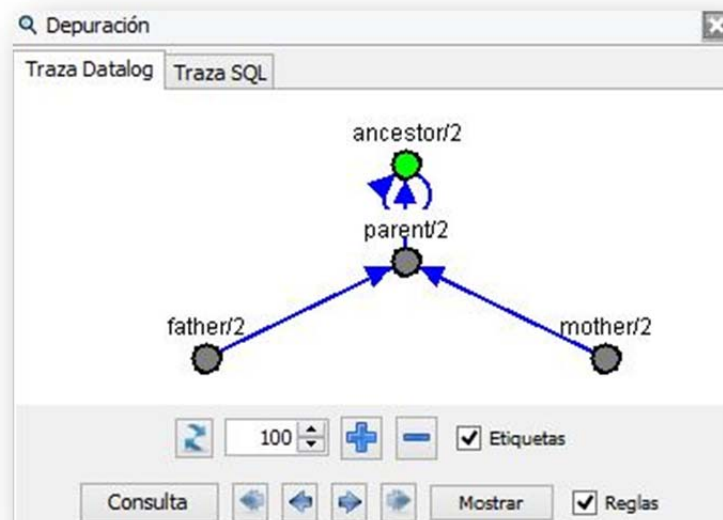 Depuración
Traza Datalog Traza SQL
ancestor/2
parent/2
father/2 mother/2
100 Etiquetas
Consulta Mostrar Reglas